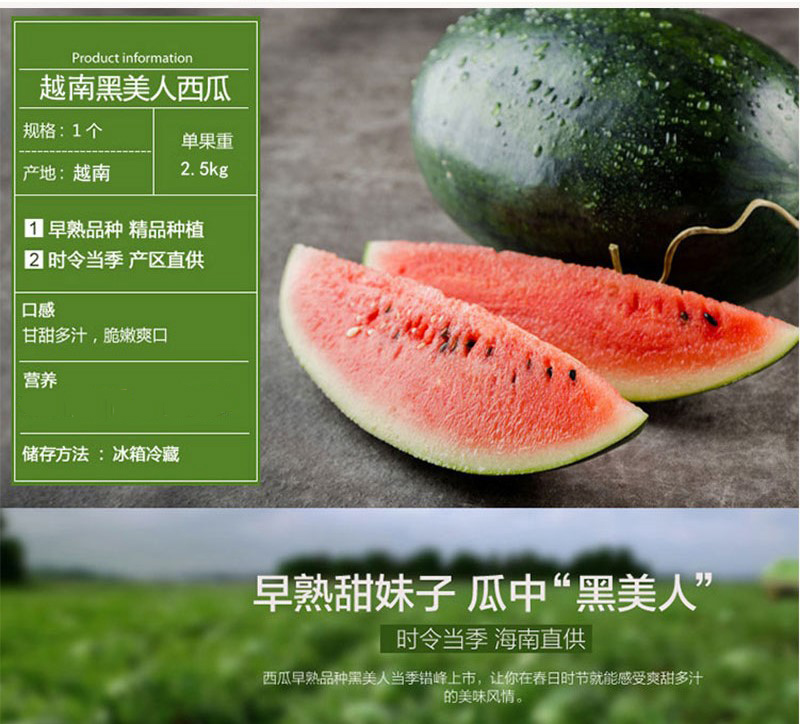 Product information
越南黑美人西瓜
规格：1个
产地：越南
单果重
2.5kg
1 早熟品种 精品种植
2 时令当季 产区直供
口感
甘甜多汁，脆嫩爽口
营养
储存方法 ：冰箱冷藏
早熟甜妹子 瓜中“黑美人”
时令当季 海南直供
西瓜早熟品种黑美人当季错峰上市，让你在春日时节就能感受爽甜多汁
的美味风情。